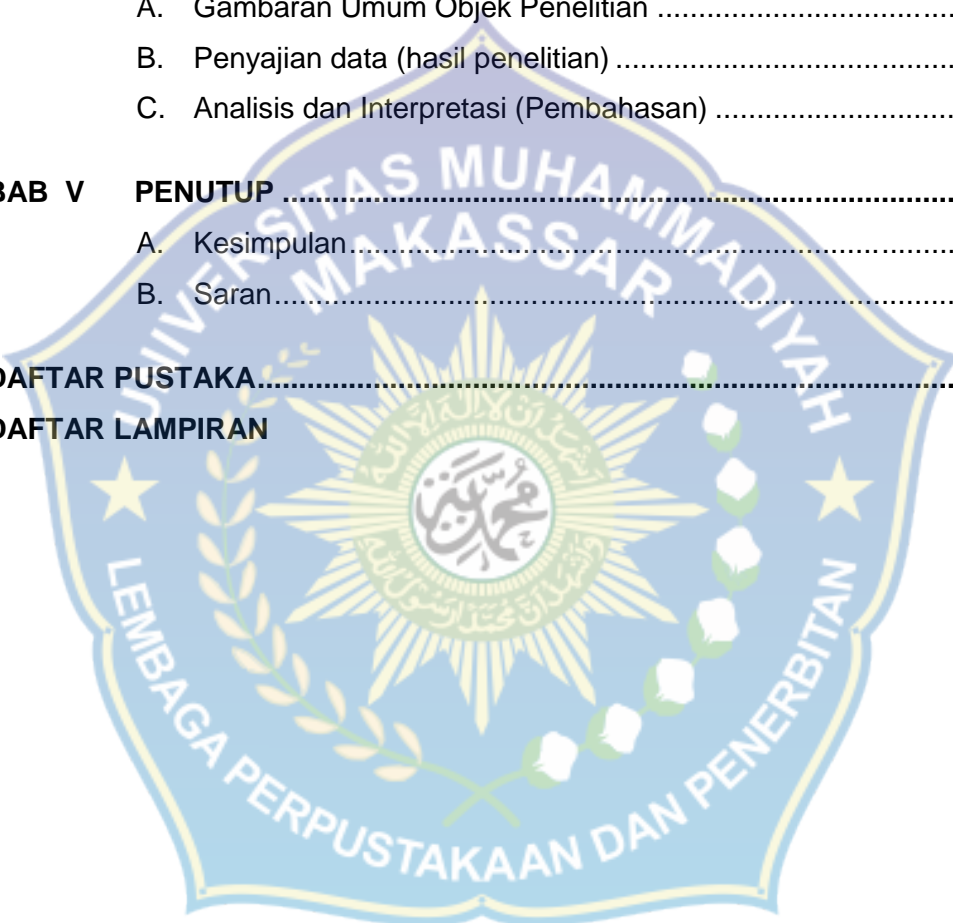 A. Gambaran Umum Objek Penelitian ....................................
B. Penyajian data (hasil penelitian) ..........................................
C. Analisis dan Interpretasi (Pembahasan) .............................
BAB V PENUTUP ..................................................................................
A. Kesimpulan..........................................................................
B. Saran...................................................................................
DAFTAR PUSTAKA.....................................................................................
DAFTAR LAMPIRAN
UNIVERSITAS MUHAMMADIYAH
MAKASSAR
LEMBAGA PERPUSTAKAAN DAN PENERBITAN